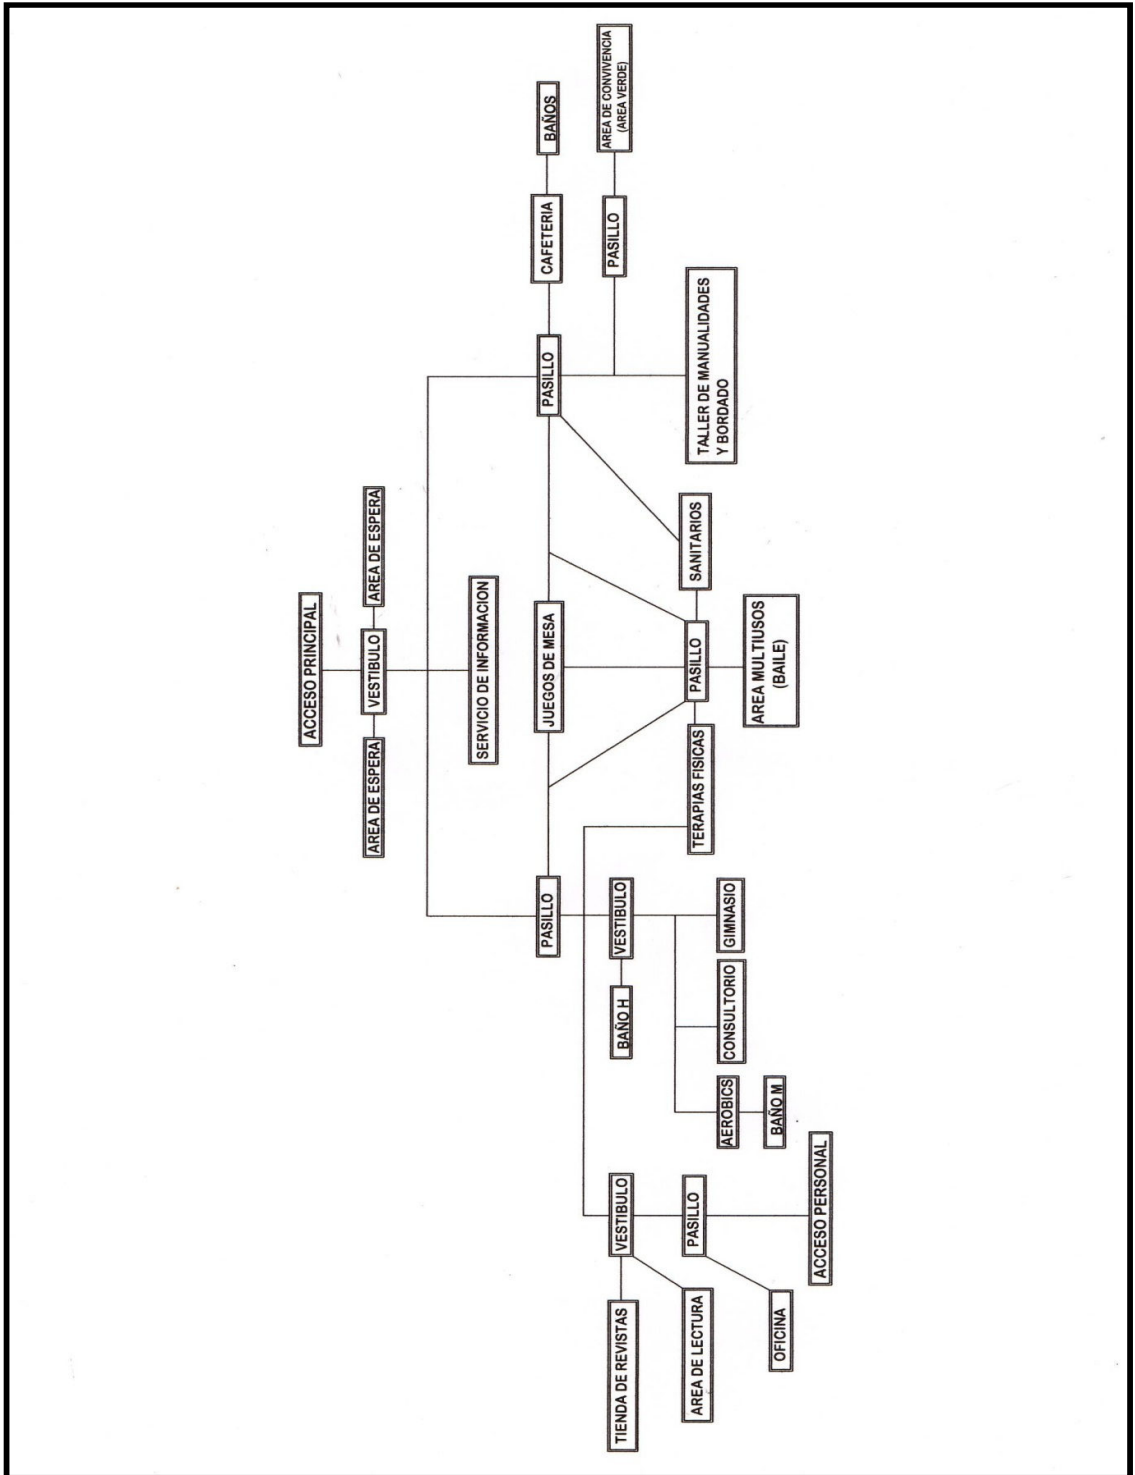 ACCESO PRINCIPAL
AREA DE ESPERA
VESTIBULO
AREA DE ESPERA
SERVICIO DE INFORMACION
PASILLO
JUEGOS DE MESA
PASILLO
CAFETERIA
BAÑOS
TIENDA DE REVISTAS
VESTIBULO
BAÑO H
VESTIBULO
PASILLO
AREA DE CONVIVENCIA
(AREA VERDE)
AREA DE LECTURA
PASILLO
TERAPIAS FISICAS
PASILLO
SANITARIOS
TALLER DE MANUALIDADES
Y BORDADO
AEROBICS
CONSULTORIO
GIMNASIO
AREA MULTIUSOS
(BAILE)
OFICINA
BAÑO M
ACCESO PERSONAL